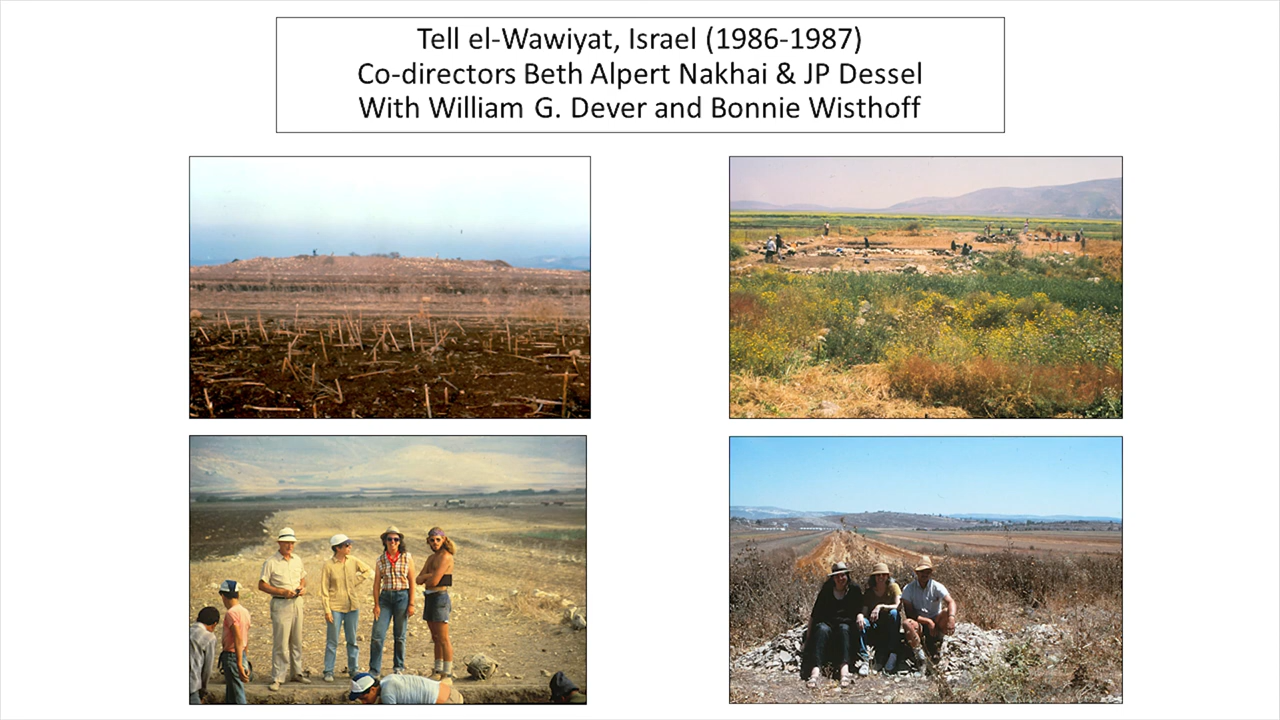 Tell el-Wawiyat, Israel (1986-1987)
Co-directors Beth Alpert Nakhai & JP Dessel
With William G. Dever and Bonnie Wisthoff